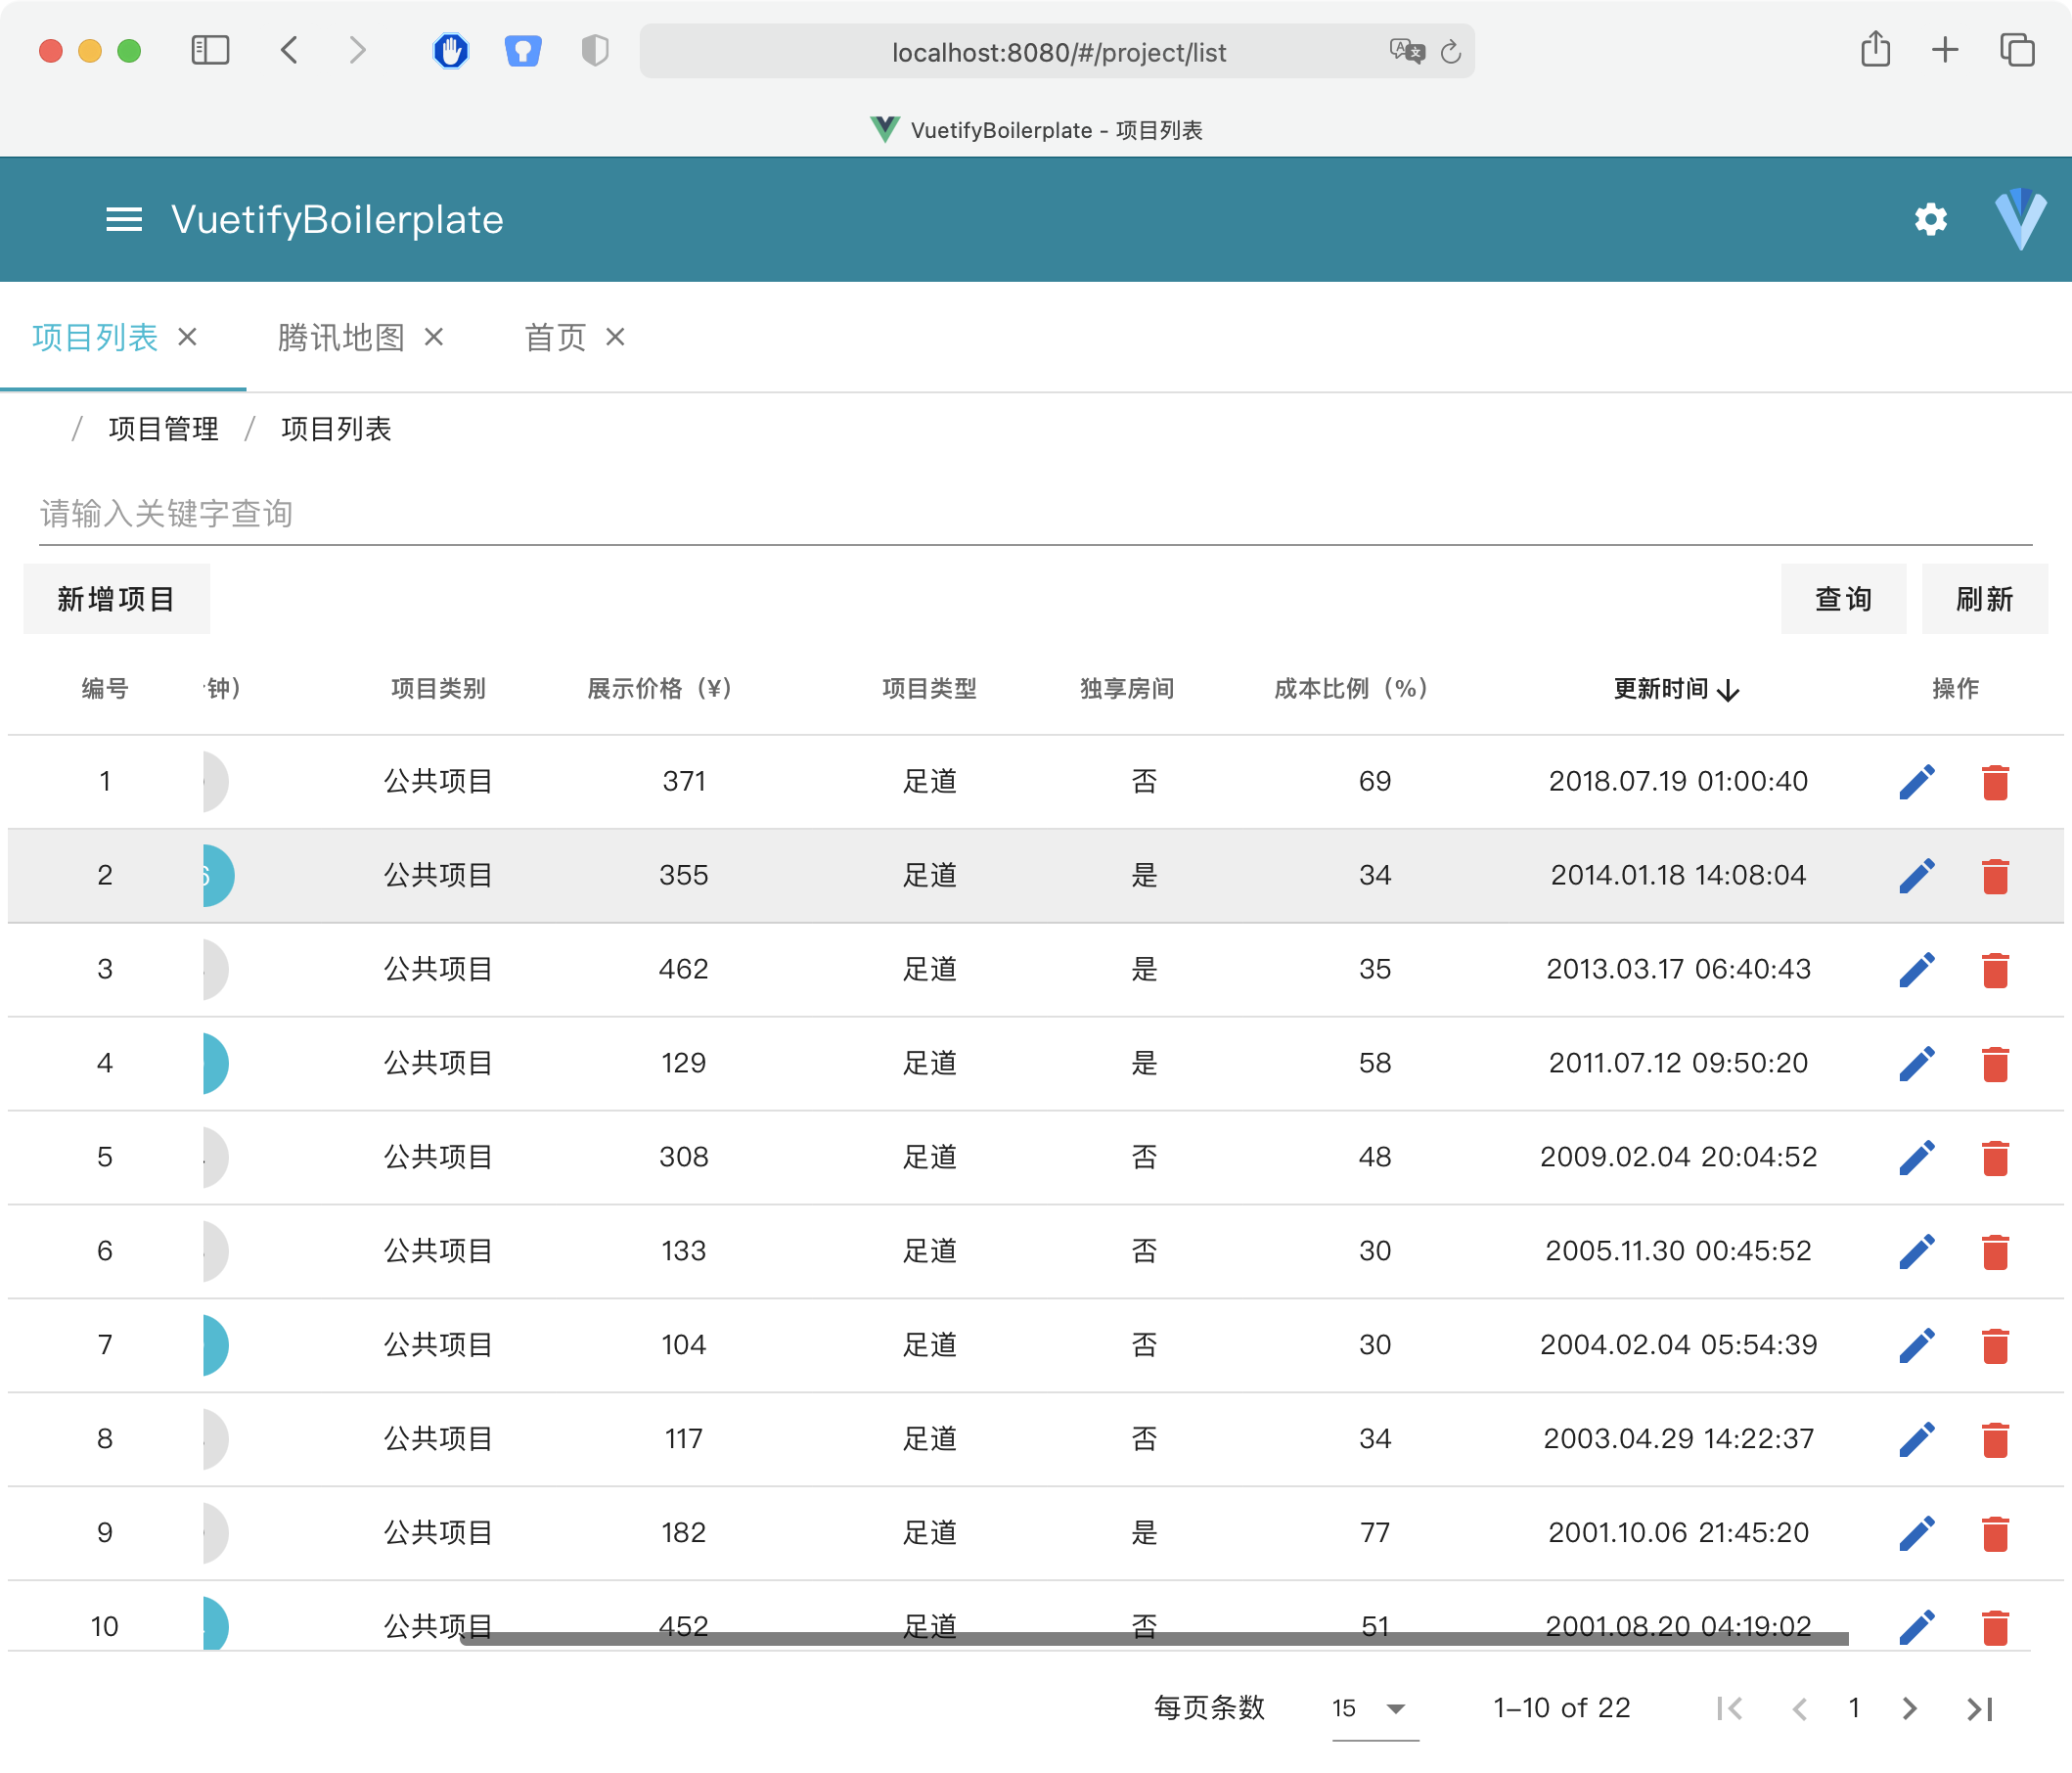 localhost:8080/#/project/list
VuetifyBoilerplate - 项目列表
VuetifyBoilerplate
项目列表 × 腾讯地图 × 首页 ×
/ 项目管理 / 项目列表
请输入关键字查询
新增项目 查询 刷新
编号 钟） 项目类别 展示价格（¥） 项目类型 独享房间 成本比例（%） 更新时间 操作
1 公共项目 371 足道 否 69 2018.07.19 01:00:40
2 公共项目 355 足道 是 34 2014.01.18 14:08:04
3 公共项目 462 足道 是 35 2013.03.17 06:40:43
4 公共项目 129 足道 是 58 2011.07.12 09:50:20
5 公共项目 308 足道 否 48 2009.02.04 20:04:52
6 公共项目 133 足道 否 30 2005.11.30 00:45:52
7 公共项目 104 足道 否 30 2004.02.04 05:54:39
8 公共项目 117 足道 否 34 2003.04.29 14:22:37
9 公共项目 182 足道 是 77 2001.10.06 21:45:20
10 公共项目 452 足道 否 51 2001.08.20 04:19:02
每页条数 15 1–10 of 22 1